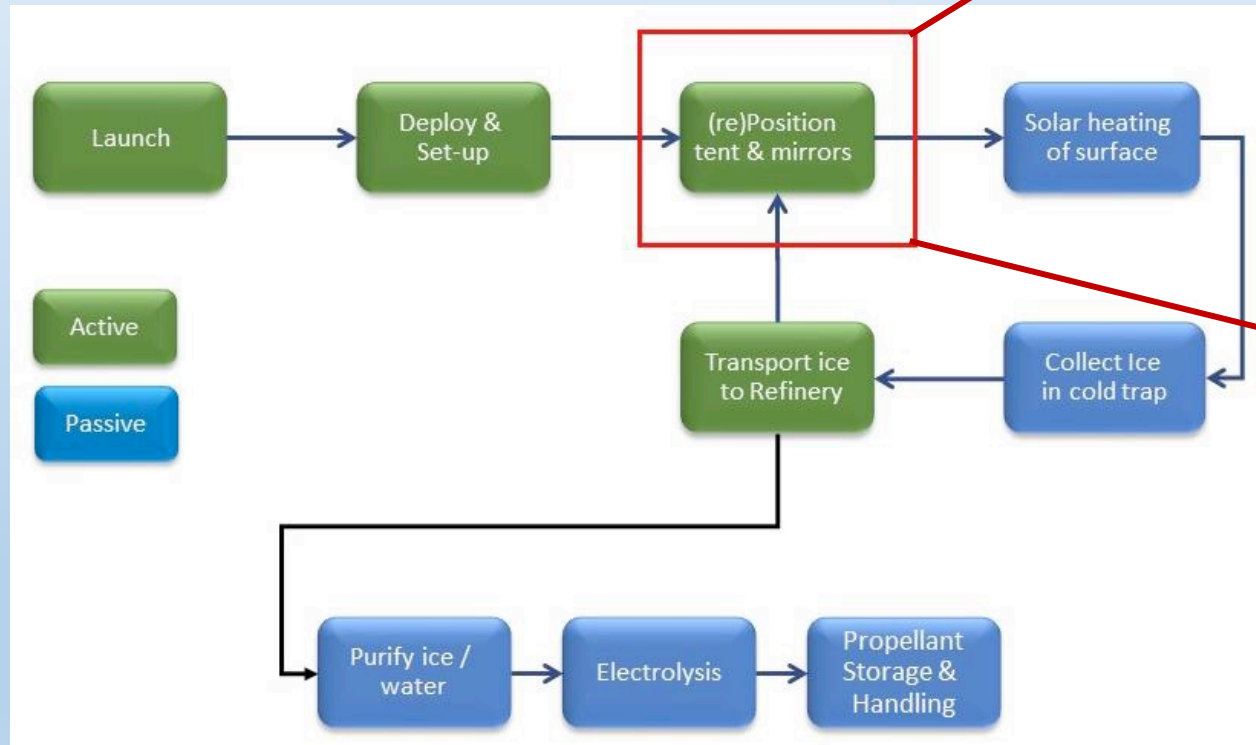 Launch
Deploy &
Set-up
(re)Position
tent & mirrors
Solar heating
of surface
Active
Passive
Transport ice
to Refinery
Collect Ice
in cold trap
Purify ice /
water
Electrolysis
Propellant
Storage &
Handling